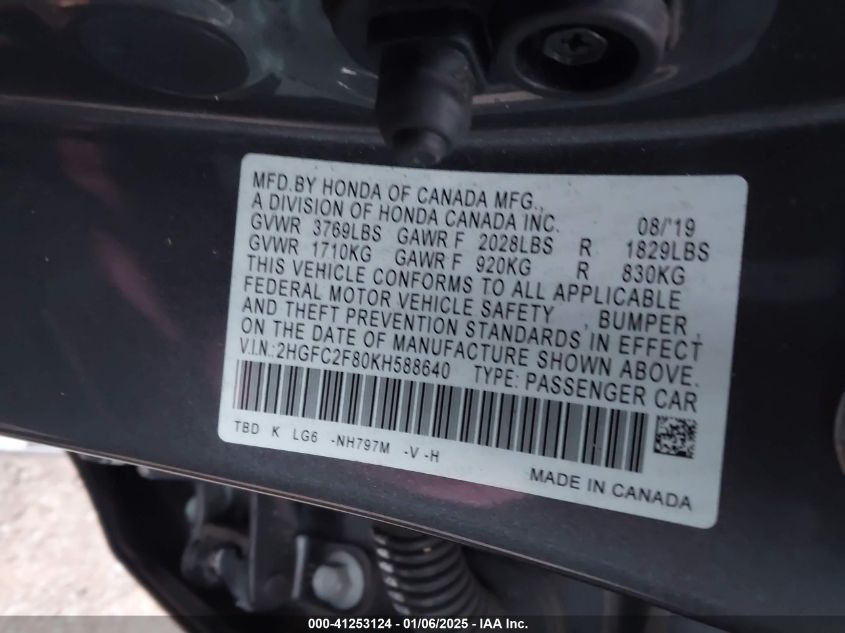 MFD.BY HONDA OF CANADA MFG.,
A DIVISION OF HONDA CANADA INC. 08/'19
GVWR 3769LBS GAWR F 2028LBS R 1829LBS
GVWR 1710KG GAWR F 920KG R 830KG
THIS VEHICLE CONFORMS TO ALL APPLICABLE
FEDERAL MOTOR VEHICLE SAFETY , BUMPER,
AND THEFT PREVENTION STANDARDS IN EFFECT
ON THE DATE OF MANUFACTURE SHOWN ABOVE.
V.I.N.:2HGFC2F80KH588640 TYPE: PASSENGER CAR
TBD K LG6 -NH797M -V -H
MADE IN CANADA
000-41253124 - 01/06/2025 - IAA Inc.